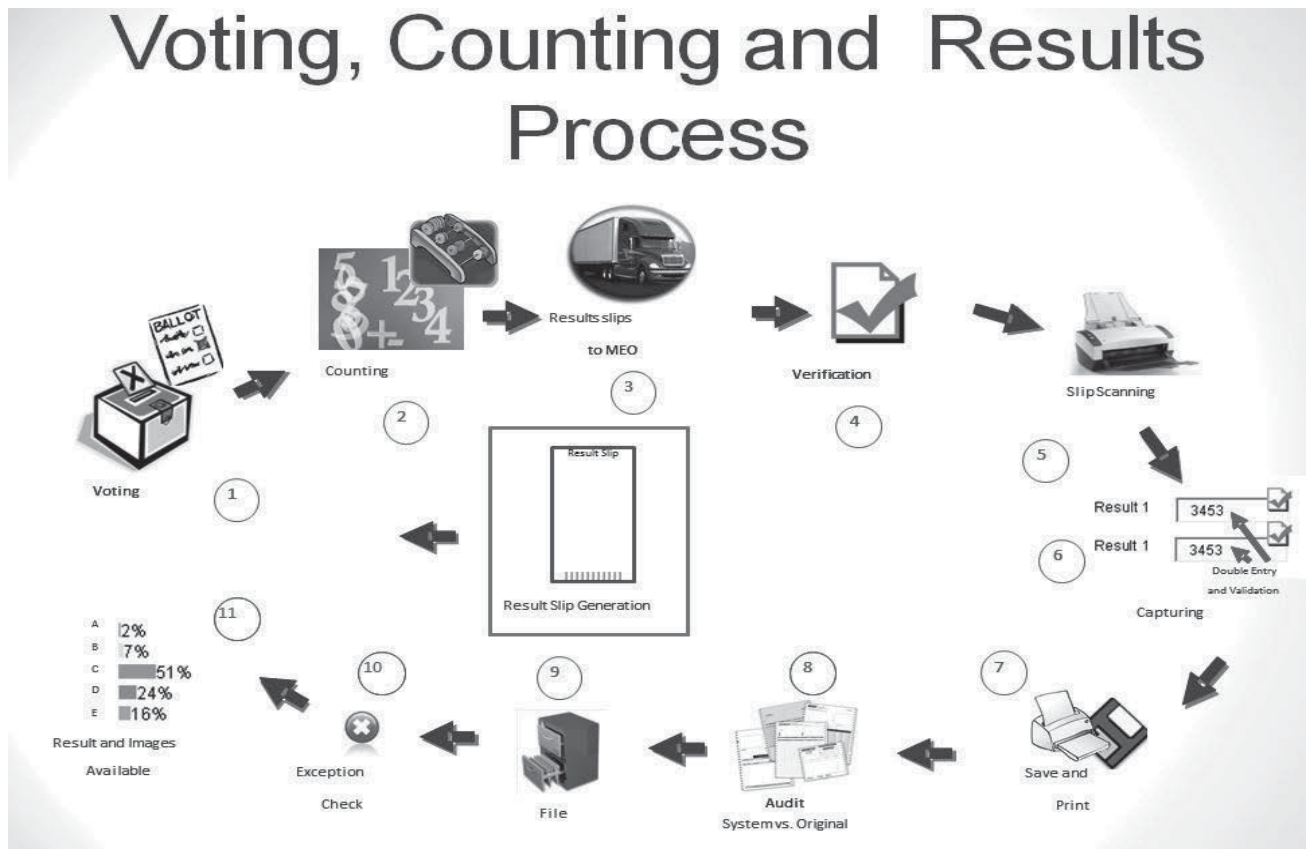 Voting, Counting and Results
Process
BALLOT
X
Voting
1
Counting
2
Results slips
to MEO
3
Verification
4
Slip Scanning
5
Result 1
3453
Result 1
3453
Double Entry
and Validation
Capturing
6
Save and
Print
7
Audit
System vs. Original
8
File
9
Exception
Check
10
11
A 2%
B 7%
C 51%
D 24%
E 16%
Result and Images
Available
Result Slip
Result Slip Generation